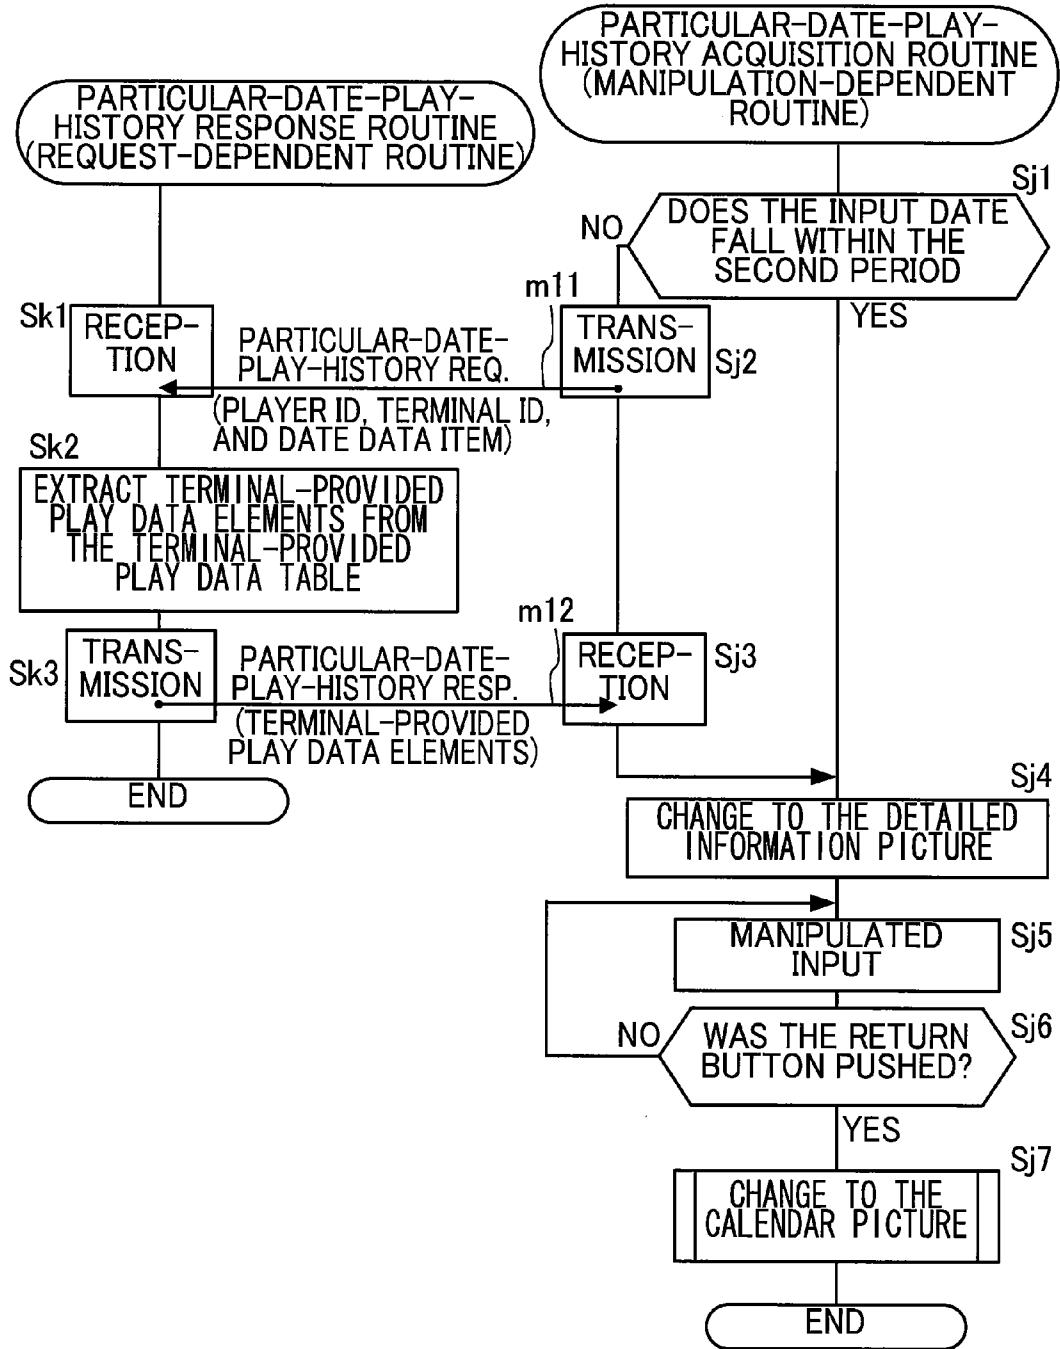 PARTICULAR-DATE-PLAY-
HISTORY RESPONSE ROUTINE
(REQUEST-DEPENDENT ROUTINE)
PARTICULAR-DATE-PLAY-
HISTORY ACQUISITION ROUTINE
(MANIPULATION-DEPENDENT
ROUTINE)
Sj1
DOES THE INPUT DATE
FALL WITHIN THE
SECOND PERIOD
NO
YES
Sk1
RECEP-
TION
m11
PARTICULAR-DATE-
PLAY-HISTORY REQ.
(PLAYER ID, TERMINAL ID,
AND DATE DATA ITEM)
TRANS-
MISSION
Sj2
Sk2
EXTRACT TERMINAL-PROVIDED
PLAY DATA ELEMENTS FROM
THE TERMINAL-PROVIDED
PLAY DATA TABLE
Sk3
TRANS-
MISSION
m12
PARTICULAR-DATE-
PLAY-HISTORY RESP.
(TERMINAL-PROVIDED
PLAY DATA ELEMENTS)
RECEP-
TION
Sj3
END
Sj4
CHANGE TO THE DETAILED
INFORMATION PICTURE
MANIPULATED
INPUT
Sj5
NO
WAS THE RETURN
BUTTON PUSHED?
Sj6
YES
Sj7
CHANGE TO THE
CALENDAR PICTURE
END